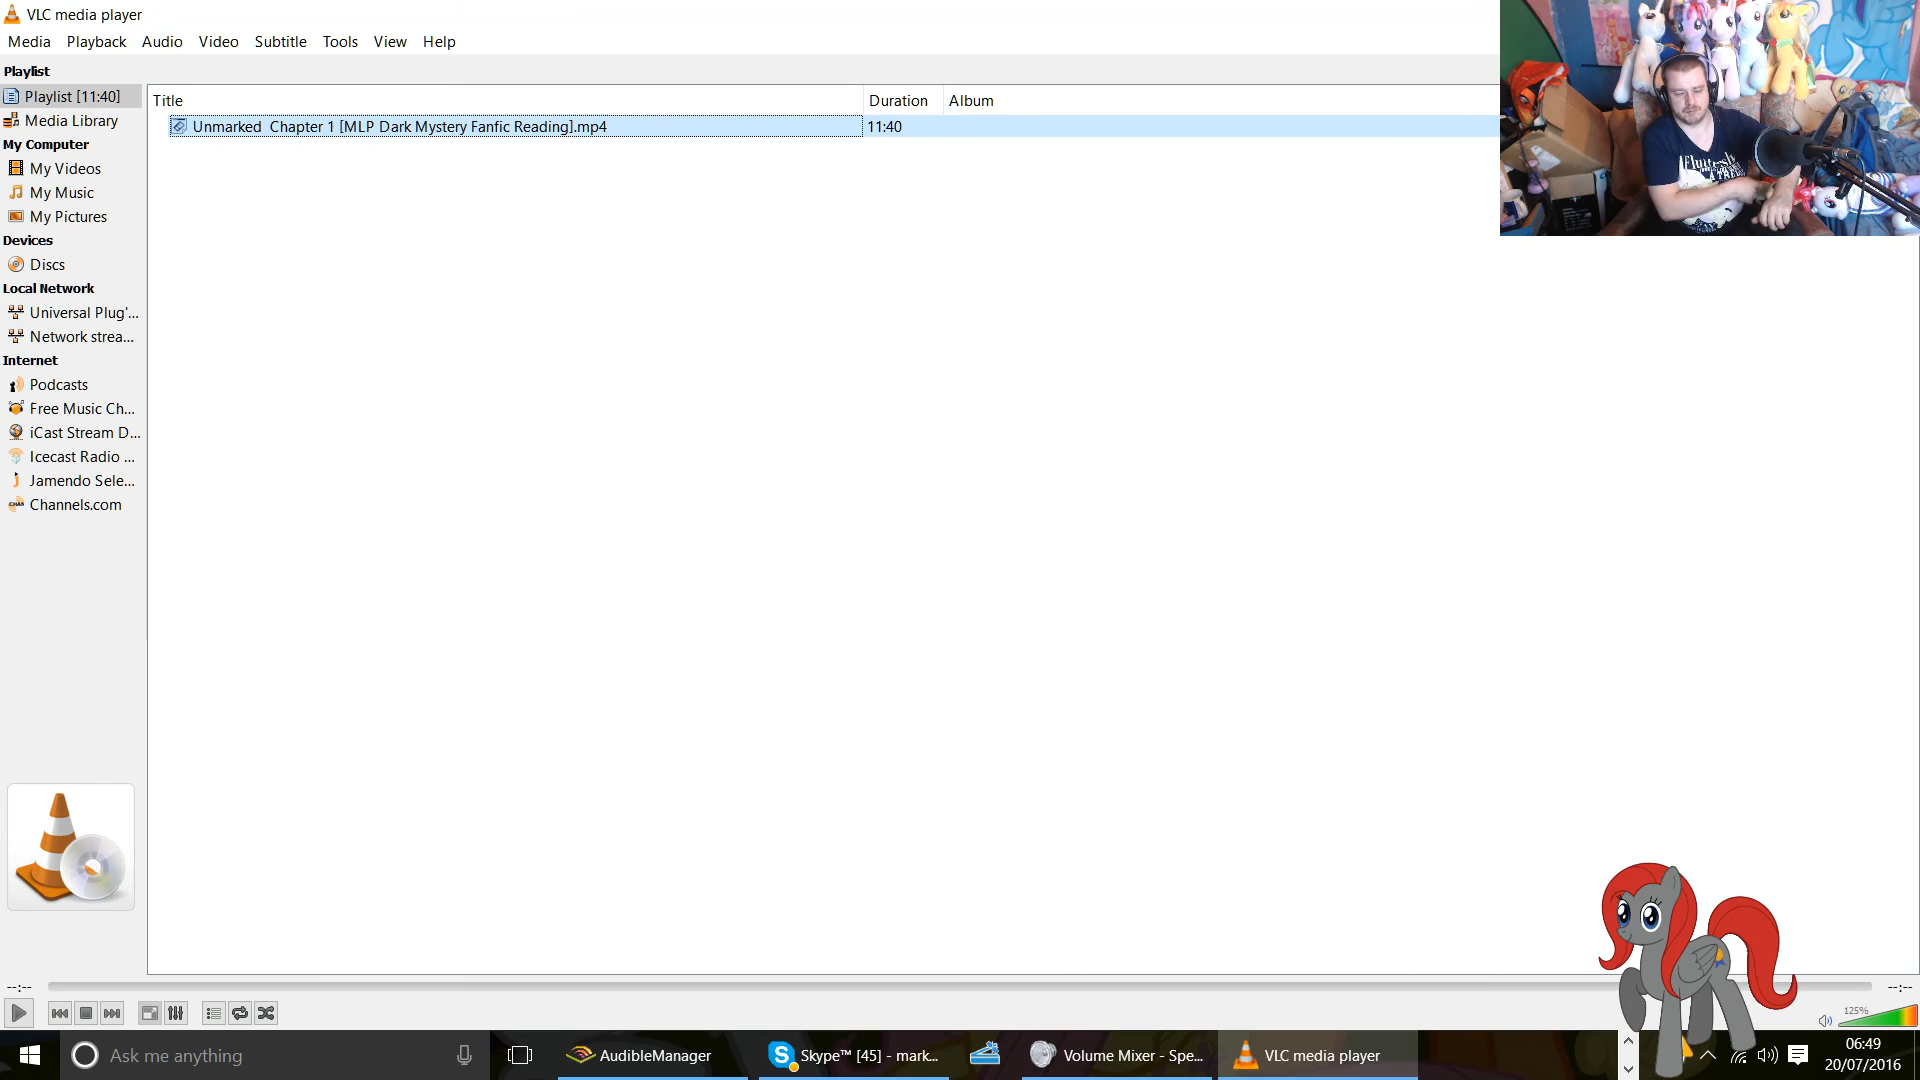 VLC media player
Media Playback Audio Video Subtitle Tools View Help
Playlist
Playlist [11:40]
Media Library
My Computer
My Videos
My Music
My Pictures
Devices
Discs
Local Network
Universal Plug'...
Network strea...
Internet
Podcasts
Free Music Ch...
iCast Stream D...
Icecast Radio ...
Jamendo Sele...
Channels.com
Title Duration Album
Unmarked  Chapter 1 [MLP Dark Mystery Fanfic Reading].mp4 11:40
--:-- --:--
125%
Ask me anything
AudibleManager
Skype™ [45] - mark...
Volume Mixer - Spe...
VLC media player
06:49
20/07/2016